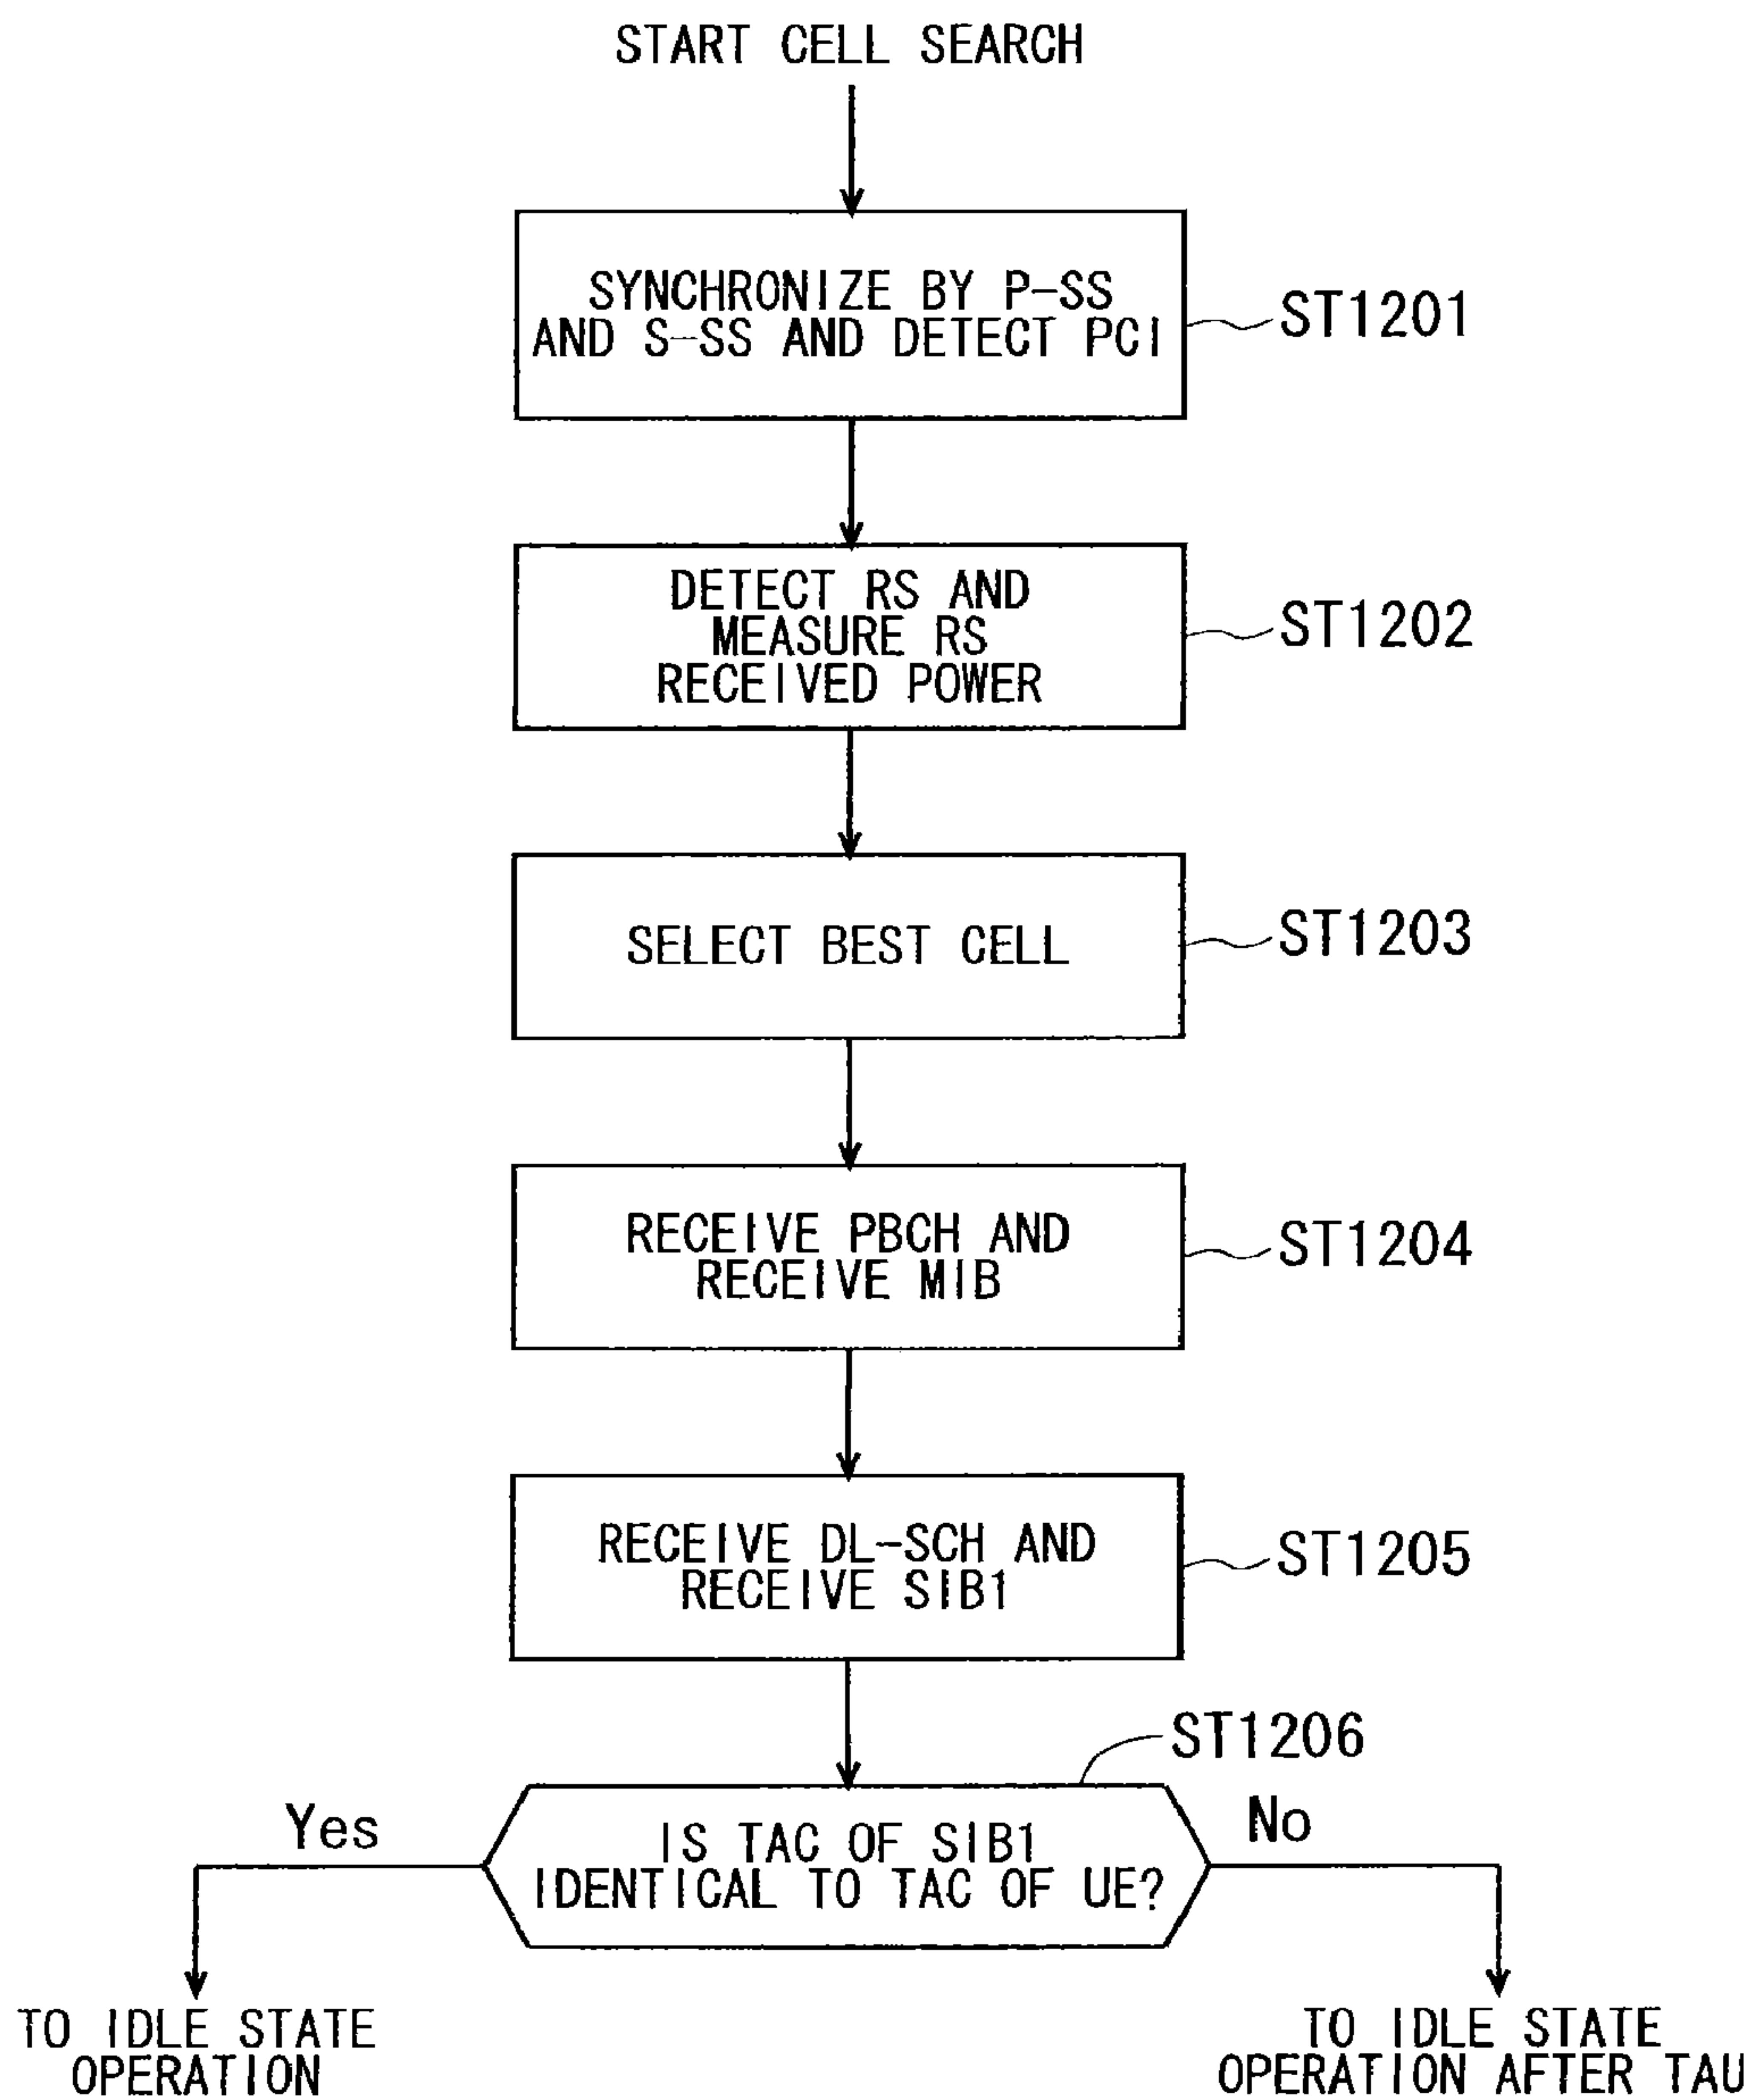 START CELL SEARCH
SYNCHRONIZE BY P-SS
AND S-SS AND DETECT PCI
ST1201
DETECT RS AND
MEASURE RS
RECEIVED POWER
ST1202
SELECT BEST CELL
ST1203
RECEIVE PBCH AND
RECEIVE MIB
ST1204
RECEIVE DL-SCH AND
RECEIVE SIB1
ST1205
ST1206
Yes
IS TAC OF SIB1
IDENTICAL TO TAC OF UE?
No
TO IDLE STATE
OPERATION
TO IDLE STATE
OPERATION AFTER TAU